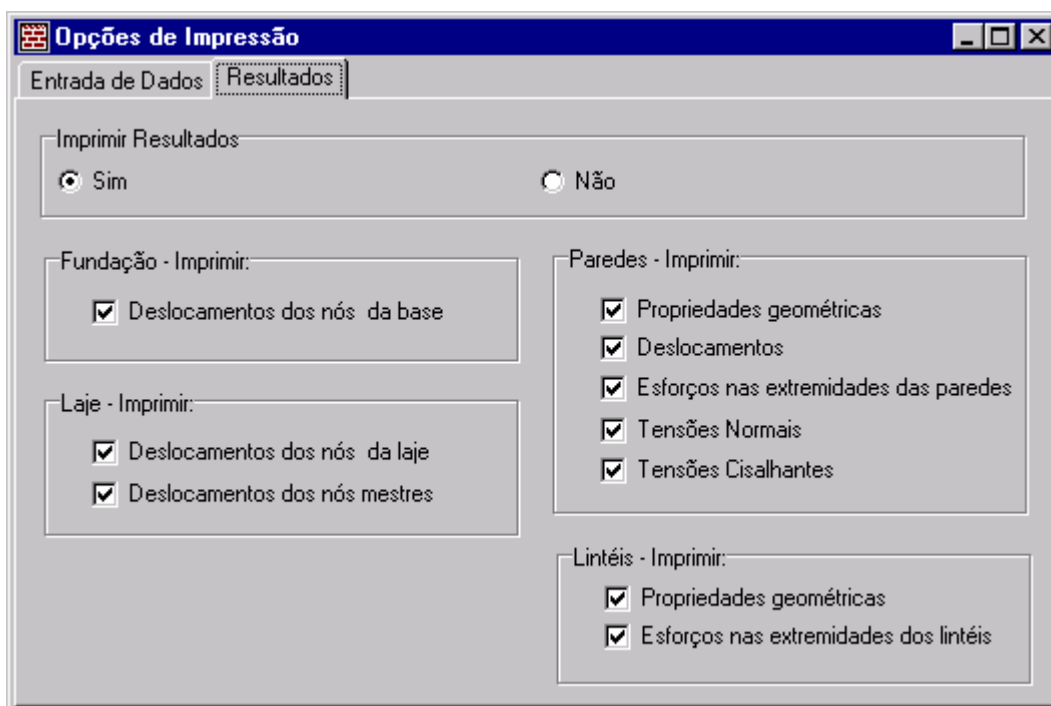 Opções de Impressão
Entrada de Dados Resultados
Imprimir Resultados
Sim Não
Fundação - Imprimir:
Deslocamentos dos nós da base
Laje - Imprimir:
Deslocamentos dos nós da laje
Deslocamentos dos nós mestres
Paredes - Imprimir:
Propriedades geométricas
Deslocamentos
Esforços nas extremidades das paredes
Tensões Normais
Tensões Cisalhantes
Lintéis - Imprimir:
Propriedades geométricas
Esforços nas extremidades dos lintéis